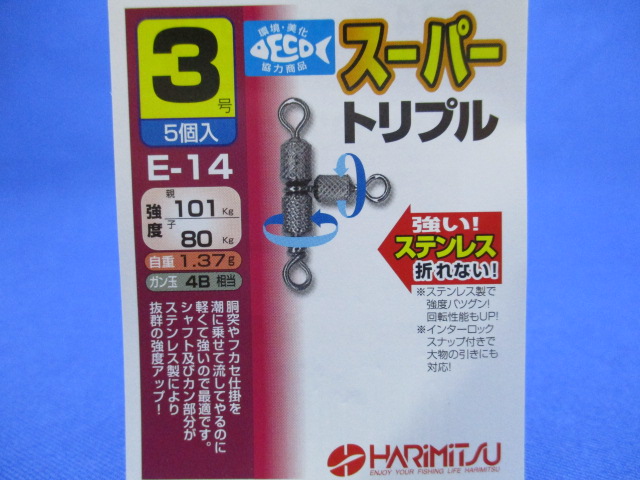 3号
5個入
E-14
強度
親 101Kg
子 80Kg
自重 1.37g
ガン玉 4B 相当
胴突やフカセ仕掛を
潮に乗せて流してやるのに
軽くて強いので最適です。
シャフト及びカン部分が
ステンレス製により
抜群の強度アップ!
環境・美化
ECO
協力商品
スーパー
トリプル
強い!
ステンレス
折れない!
※ステンレス製で
強度バツグン!
回転性能もUP!
※インターロック
スナップ付きで
大物の引きにも
対応!
HARIMITSU
ENJOY YOUR FISHING LIFE HARIMITSU